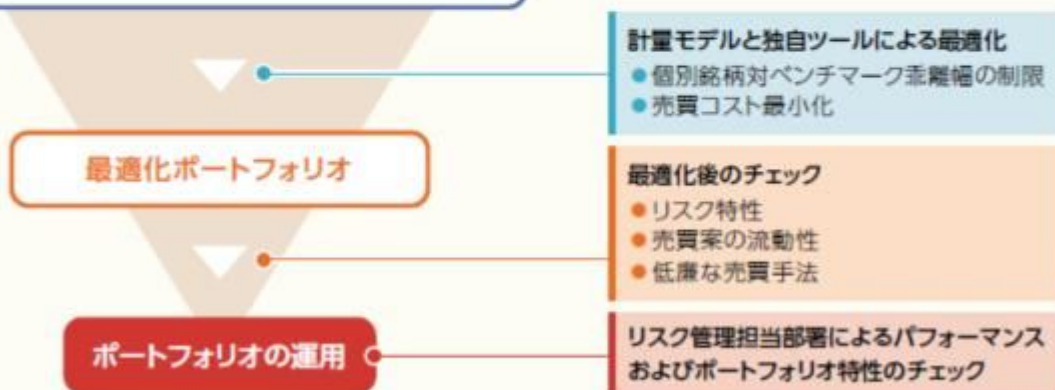 計量モデルと独自ツールによる最適化
●個別銘柄対ベンチマーク乖離幅の制限
●売買コスト最小化
最適化ポートフォリオ
最適化後のチェック
●リスク特性
●売買案の流動性
●低廉な売買手法
ポートフォリオの運用
リスク管理担当部署によるパフォーマンス
およびポートフォリオ特性のチェック